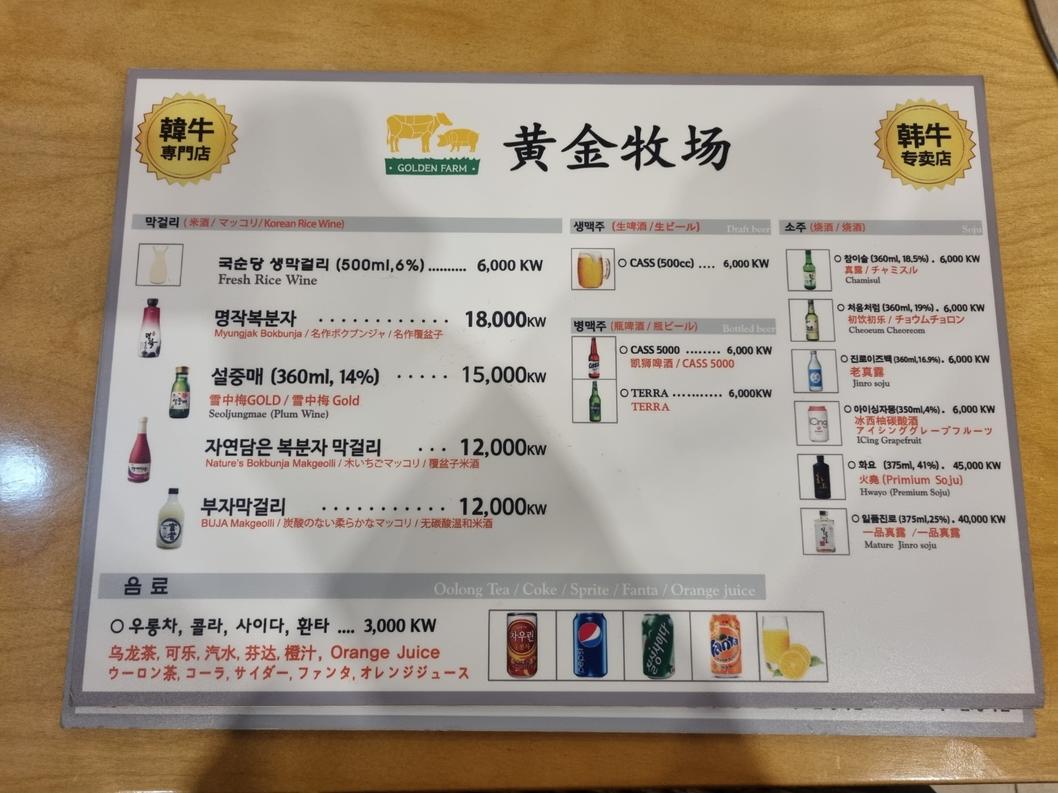 韓牛
専門店
GOLDEN FARM
黄金牧场
韩牛
专卖店
막걸리 (米酒 / マッコリ/ Korean Rice Wine)
국순당 생막걸리 (500ml,6%).......... 6,000 KW
Fresh Rice Wine
명작복분자 ............ 18,000KW
Myungjak Bokbunja / 名作ボクブンジャ / 名作覆盆子
설중매 (360ml, 14%) ..... 15,000KW
雪中梅GOLD / 雪中梅 Gold
Seoljungmae (Plum Wine)
자연담은 복분자 막걸리 ... 12,000KW
Nature's Bokbunja Makgeolli / 木いちごマッコリ / 覆盆子米酒
부자막걸리 ............ 12,000KW
BUJA Makgeolli / 炭酸のない柔らかなマッコリ / 无碳酸溫和米酒
생맥주 (生啤酒 /生ビール) Draft beer
CASS (500cc) .... 6,000 KW
병맥주 (瓶啤酒 / 瓶ビール) Bottled beer
CASS 5000 ........ 6,000 KW
凯狮啤酒 / CASS 5000
TERRA ........... 6,000KW
TERRA
소주 (烧酒 / 焼酒) Soju
참이슬 (360ml, 18.5%) . 6,000 KW
真露 / チャミスル
Chamisul
처음처럼 (360ml, 19%) . 6,000 KW
初饮初乐 / チョウムチョロン
Cheoeum Cheoreom
진로이즈백 (360ml,16.9%). 6,000 KW
老真露
Jinro soju
아이싱자몽(350ml,4%) . 6,000 KW
冰西柚碳酸酒
アイシンググレープフルーツ
ICing Grapefruit
화요 (375ml, 41%) . 45,000 KW
火堯 (Primium Soju)
Hwayo (Premium Soju)
일품진로 (375ml,25%) . 40,000 KW
一品真露 /一品真露
Mature Jinro soju
음 료 Oolong Tea / Coke / Sprite / Fanta / Orange juice
우롱차, 콜라, 사이다, 환타 .... 3,000 KW
乌龙茶, 可乐, 汽水, 芬达, 橙汁, Orange Juice
ウーロン茶, コーラ, サイダー, ファンタ, オレンジジュース
차우린
pepsi
칠성사이다
Fanta